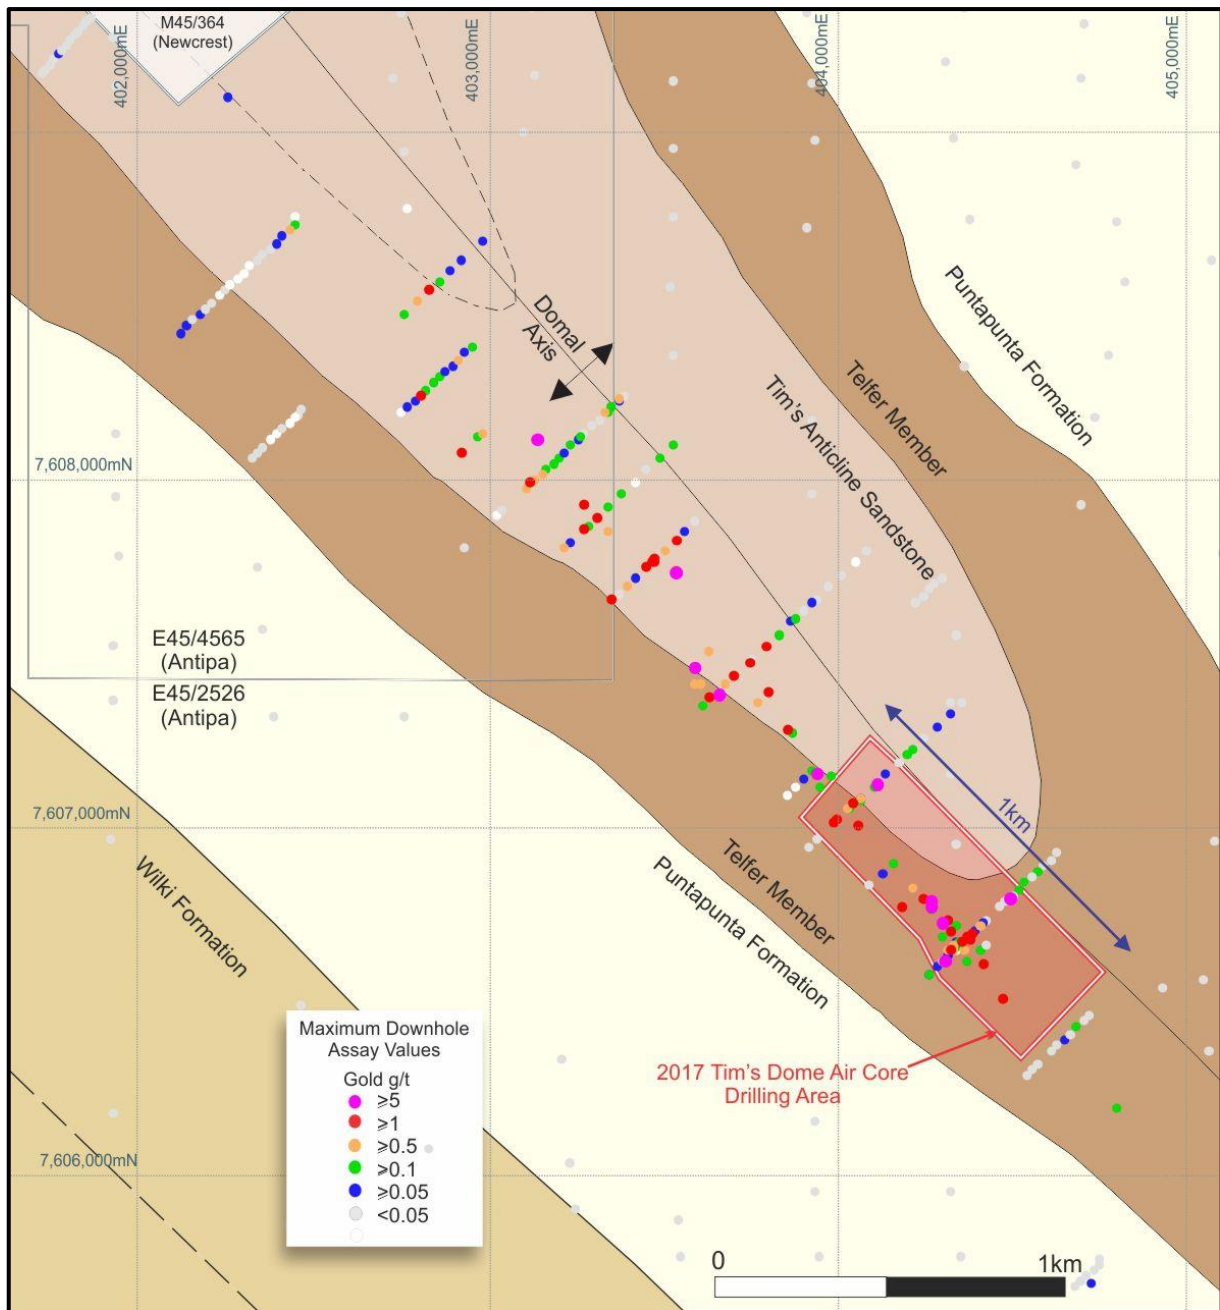 M45/364
(Newcrest)
402,000mE
403,000mE
404,000mE
405,000mE
Puntapunta Formation
Domal
Axis
Telfer Member
Tim's Anticline Sandstone
7,608,000mN
E45/4565
(Antipa)
E45/2526
(Antipa)
7,607,000mN
1km
Wilki Formation
Telfer Member
Puntapunta Formation
Maximum Downhole
Assay Values
Gold g/t
⩾5
⩾1
⩾0.5
⩾0.1
⩾0.05
<0.05
2017 Tim's Dome Air Core
Drilling Area
7,606,000mN
0 1km